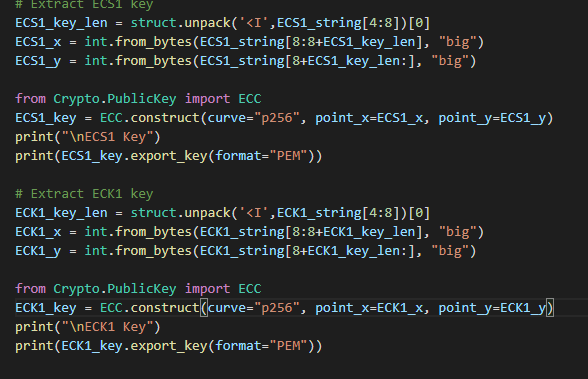 # Extract ECS1 key
ECS1_key_len = struct.unpack('<I',ECS1_string[4:8])[0]
ECS1_x = int.from_bytes(ECS1_string[8:8+ECS1_key_len], "big")
ECS1_y = int.from_bytes(ECS1_string[8+ECS1_key_len:], "big")
from Crypto.PublicKey import ECC
ECS1_key = ECC.construct(curve="p256", point_x=ECS1_x, point_y=ECS1_y)
print("\nECS1 Key")
print(ECS1_key.export_key(format="PEM"))
# Extract ECK1 key
ECK1_key_len = struct.unpack('<I',ECK1_string[4:8])[0]
ECK1_x = int.from_bytes(ECK1_string[8:8+ECK1_key_len], "big")
ECK1_y = int.from_bytes(ECK1_string[8+ECK1_key_len:], "big")
from Crypto.PublicKey import ECC
ECK1_key = ECC.construct(curve="p256", point_x=ECK1_x, point_y=ECK1_y)
print("\nECK1 Key")
print(ECK1_key.export_key(format="PEM"))